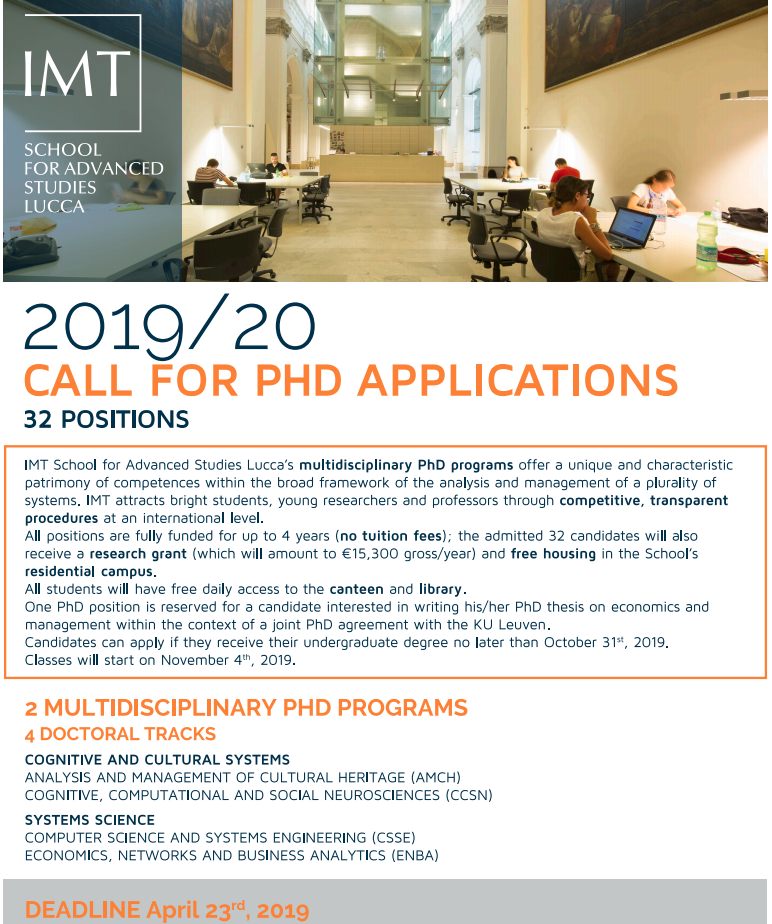 IMT
SCHOOL
FOR ADVANCED
STUDIES
LUCCA
2019/20
CALL FOR PHD APPLICATIONS
32 POSITIONS
IMT School for Advanced Studies Lucca's multidisciplinary PhD programs offer a unique and characteristic
patrimony of competences within the broad framework of the analysis and management of a plurality of
systems. IMT attracts bright students, young researchers and professors through competitive, transparent
procedures at an international level.
All positions are fully funded for up to 4 years (no tuition fees); the admitted 32 candidates will also
receive a research grant (which will amount to €15,300 gross/year) and free housing in the School's
residential campus.
All students will have free daily access to the canteen and library.
One PhD position is reserved for a candidate interested in writing his/her PhD thesis on economics and
management within the context of a joint PhD agreement with the KU Leuven.
Candidates can apply if they receive their undergraduate degree no later than October 31st, 2019.
Classes will start on November 4th, 2019.
2 MULTIDISCIPLINARY PHD PROGRAMS
4 DOCTORAL TRACKS
COGNITIVE AND CULTURAL SYSTEMS
ANALYSIS AND MANAGEMENT OF CULTURAL HERITAGE (AMCH)
COGNITIVE, COMPUTATIONAL AND SOCIAL NEUROSCIENCES (CCSN)
SYSTEMS SCIENCE
COMPUTER SCIENCE AND SYSTEMS ENGINEERING (CSSE)
ECONOMICS, NETWORKS AND BUSINESS ANALYTICS (ENBA)
DEADLINE April 23rd, 2019